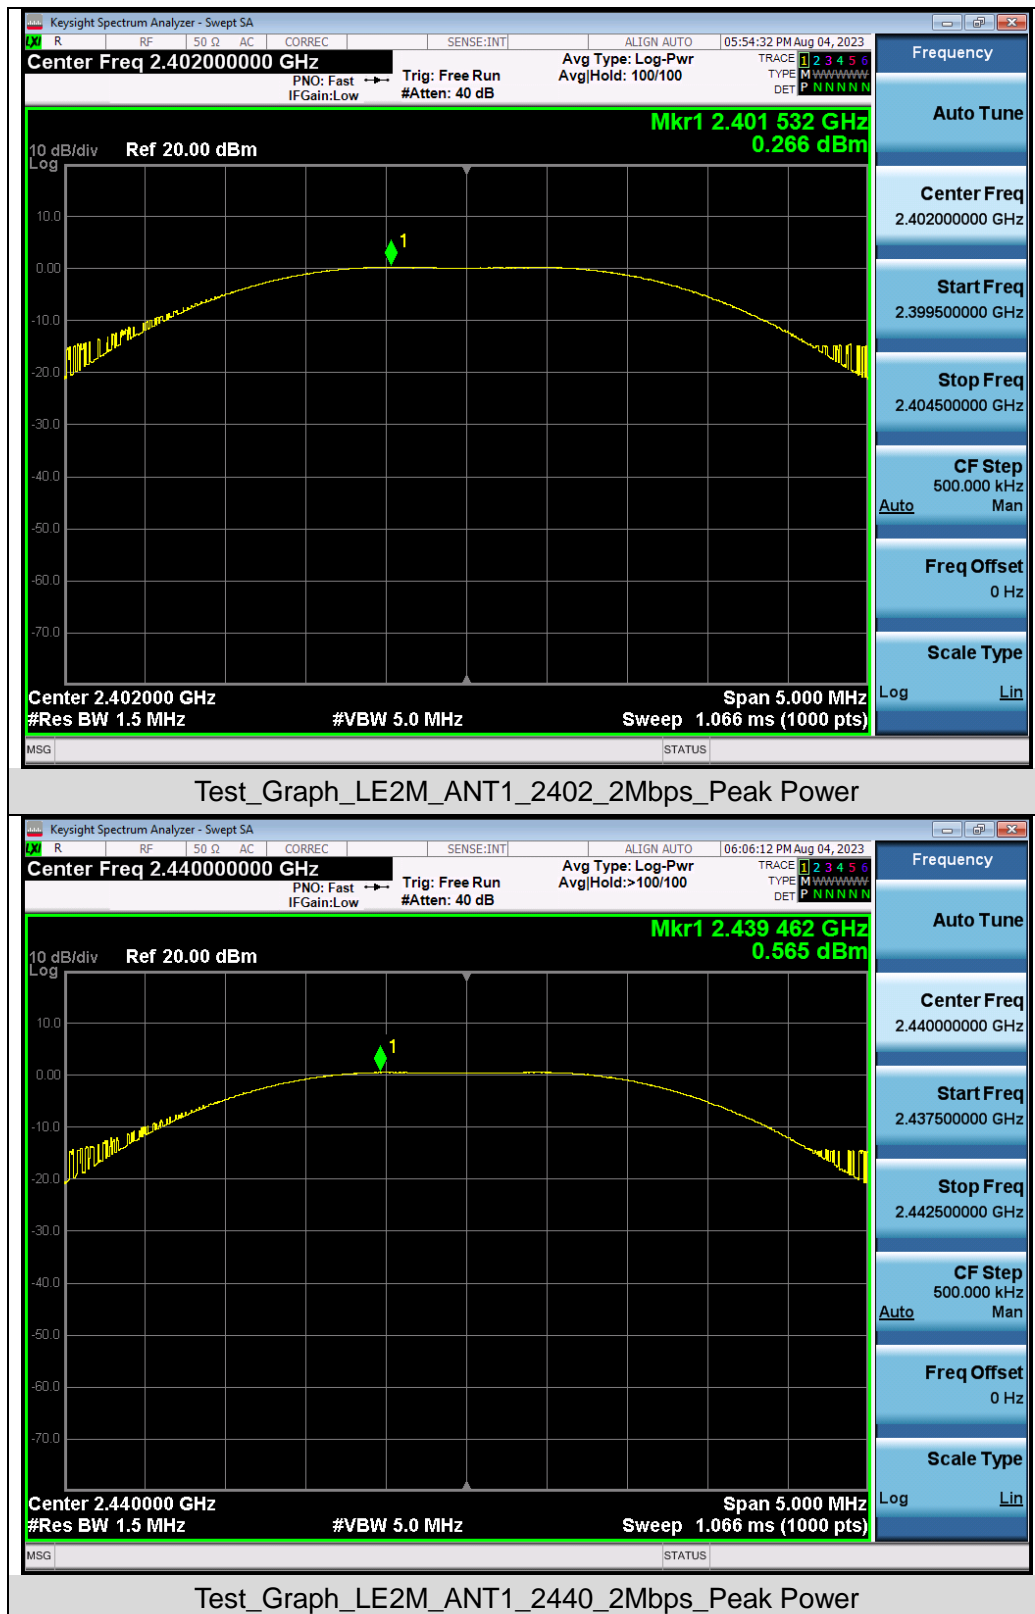 Keysight Spectrum Analyzer - Swept SA
LXI R RF 50 Ω AC CORREC SENSE:INT ALIGN AUTO 05:54:32 PM Aug 04, 2023
Center Freq 2.402000000 GHz
PNO: Fast
IFGain:Low
Trig: Free Run
#Atten: 40 dB
Avg Type: Log-Pwr
Avg|Hold: 100/100
TRACE 1 2 3 4 5 6
TYPE M WWWWW
DET P N N N N N
Mkr1 2.401 532 GHz
0.266 dBm
10 dB/div Ref 20.00 dBm
Log
10.0
1
0.00
-10.0
-20.0
-30.0
-40.0
-50.0
-60.0
-70.0
Center 2.402000 GHz Span 5.000 MHz
#Res BW 1.5 MHz #VBW 5.0 MHz Sweep 1.066 ms (1000 pts)
MSG STATUS
Frequency
Auto Tune
Center Freq
2.402000000 GHz
Start Freq
2.399500000 GHz
Stop Freq
2.404500000 GHz
CF Step
500.000 kHz
Auto Man
Freq Offset
0 Hz
Scale Type
Log Lin
Test_Graph_LE2M_ANT1_2402_2Mbps_Peak Power
Keysight Spectrum Analyzer - Swept SA
LXI R RF 50 Ω AC CORREC SENSE:INT ALIGN AUTO 06:06:12 PM Aug 04, 2023
Center Freq 2.440000000 GHz
PNO: Fast
IFGain:Low
Trig: Free Run
#Atten: 40 dB
Avg Type: Log-Pwr
Avg|Hold:>100/100
TRACE 1 2 3 4 5 6
TYPE M WWWWW
DET P N N N N N
Mkr1 2.439 462 GHz
0.565 dBm
10 dB/div Ref 20.00 dBm
Log
10.0
1
0.00
-10.0
-20.0
-30.0
-40.0
-50.0
-60.0
-70.0
Center 2.440000 GHz Span 5.000 MHz
#Res BW 1.5 MHz #VBW 5.0 MHz Sweep 1.066 ms (1000 pts)
MSG STATUS
Frequency
Auto Tune
Center Freq
2.440000000 GHz
Start Freq
2.437500000 GHz
Stop Freq
2.442500000 GHz
CF Step
500.000 kHz
Auto Man
Freq Offset
0 Hz
Scale Type
Log Lin
Test_Graph_LE2M_ANT1_2440_2Mbps_Peak Power